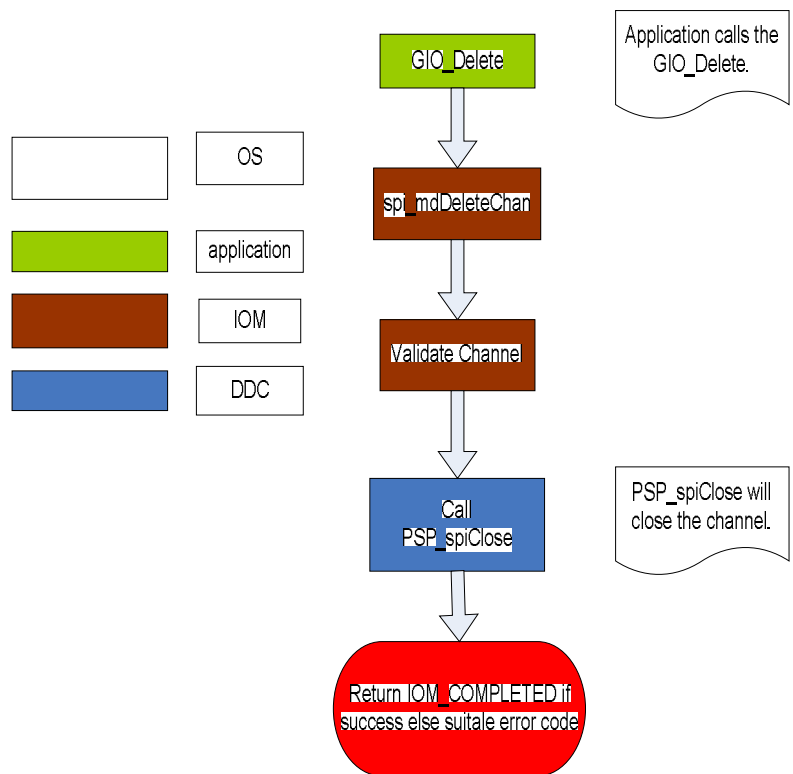 GIO_Delete
Application calls the
GIO_Delete.
OS
spi_mdDeleteChan
application
IOM
Validate Channel
DDC
Call
PSP_spiClose
PSP_spiClose will
close the channel.
Return IOM_COMPLETED if
success else suitale error code